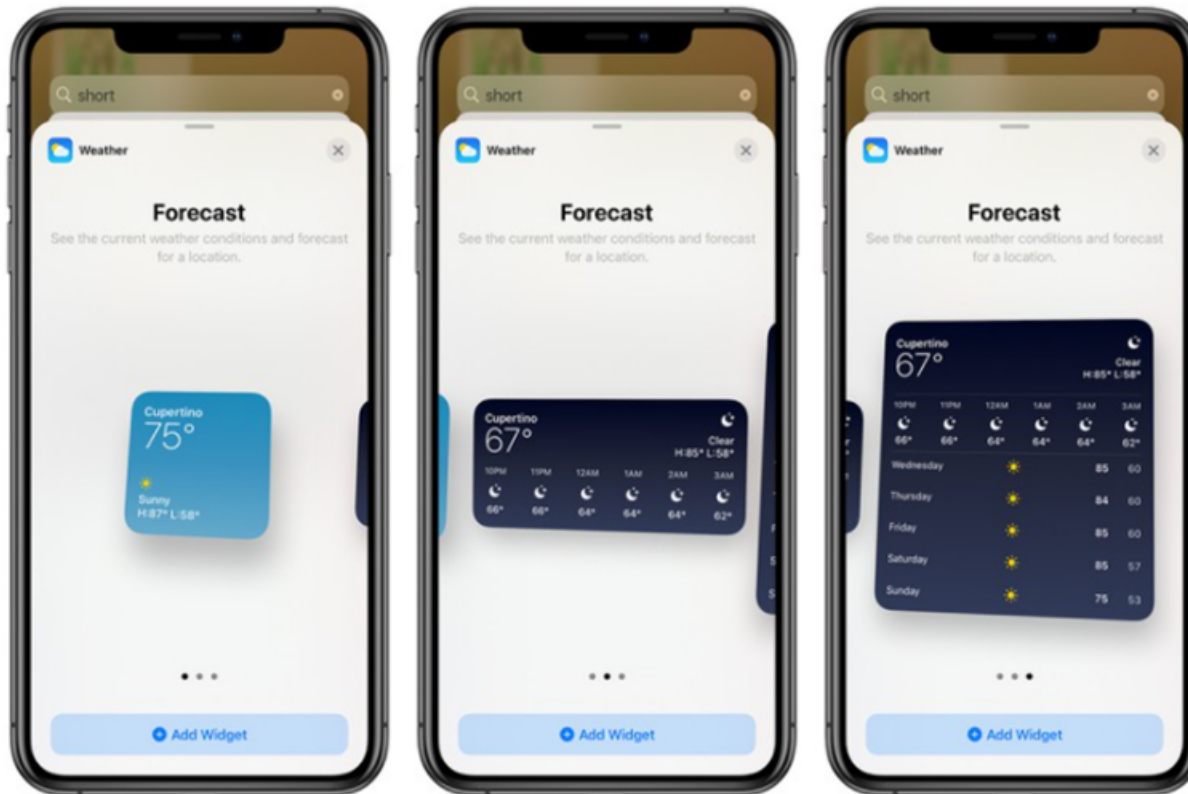 short
Weather
Forecast
See the current weather conditions and forecast
for a location.
Cupertino
75°
Sunny
H:87° L:58°
Add Widget
short
Weather
Forecast
See the current weather conditions and forecast
for a location.
Cupertino
67°
Clear
H:85° L:58°
10PM 11PM 12AM 1AM 2AM 3AM
66° 66° 64° 64° 64° 62°
Add Widget
short
Weather
Forecast
See the current weather conditions and forecast
for a location.
Cupertino
67°
Clear
H:85° L:58°
10PM 11PM 12AM 1AM 2AM 3AM
66° 66° 64° 64° 64° 62°
Wednesday 85 60
Thursday 84 60
Friday 85 60
Saturday 85 57
Sunday 75 53
Add Widget